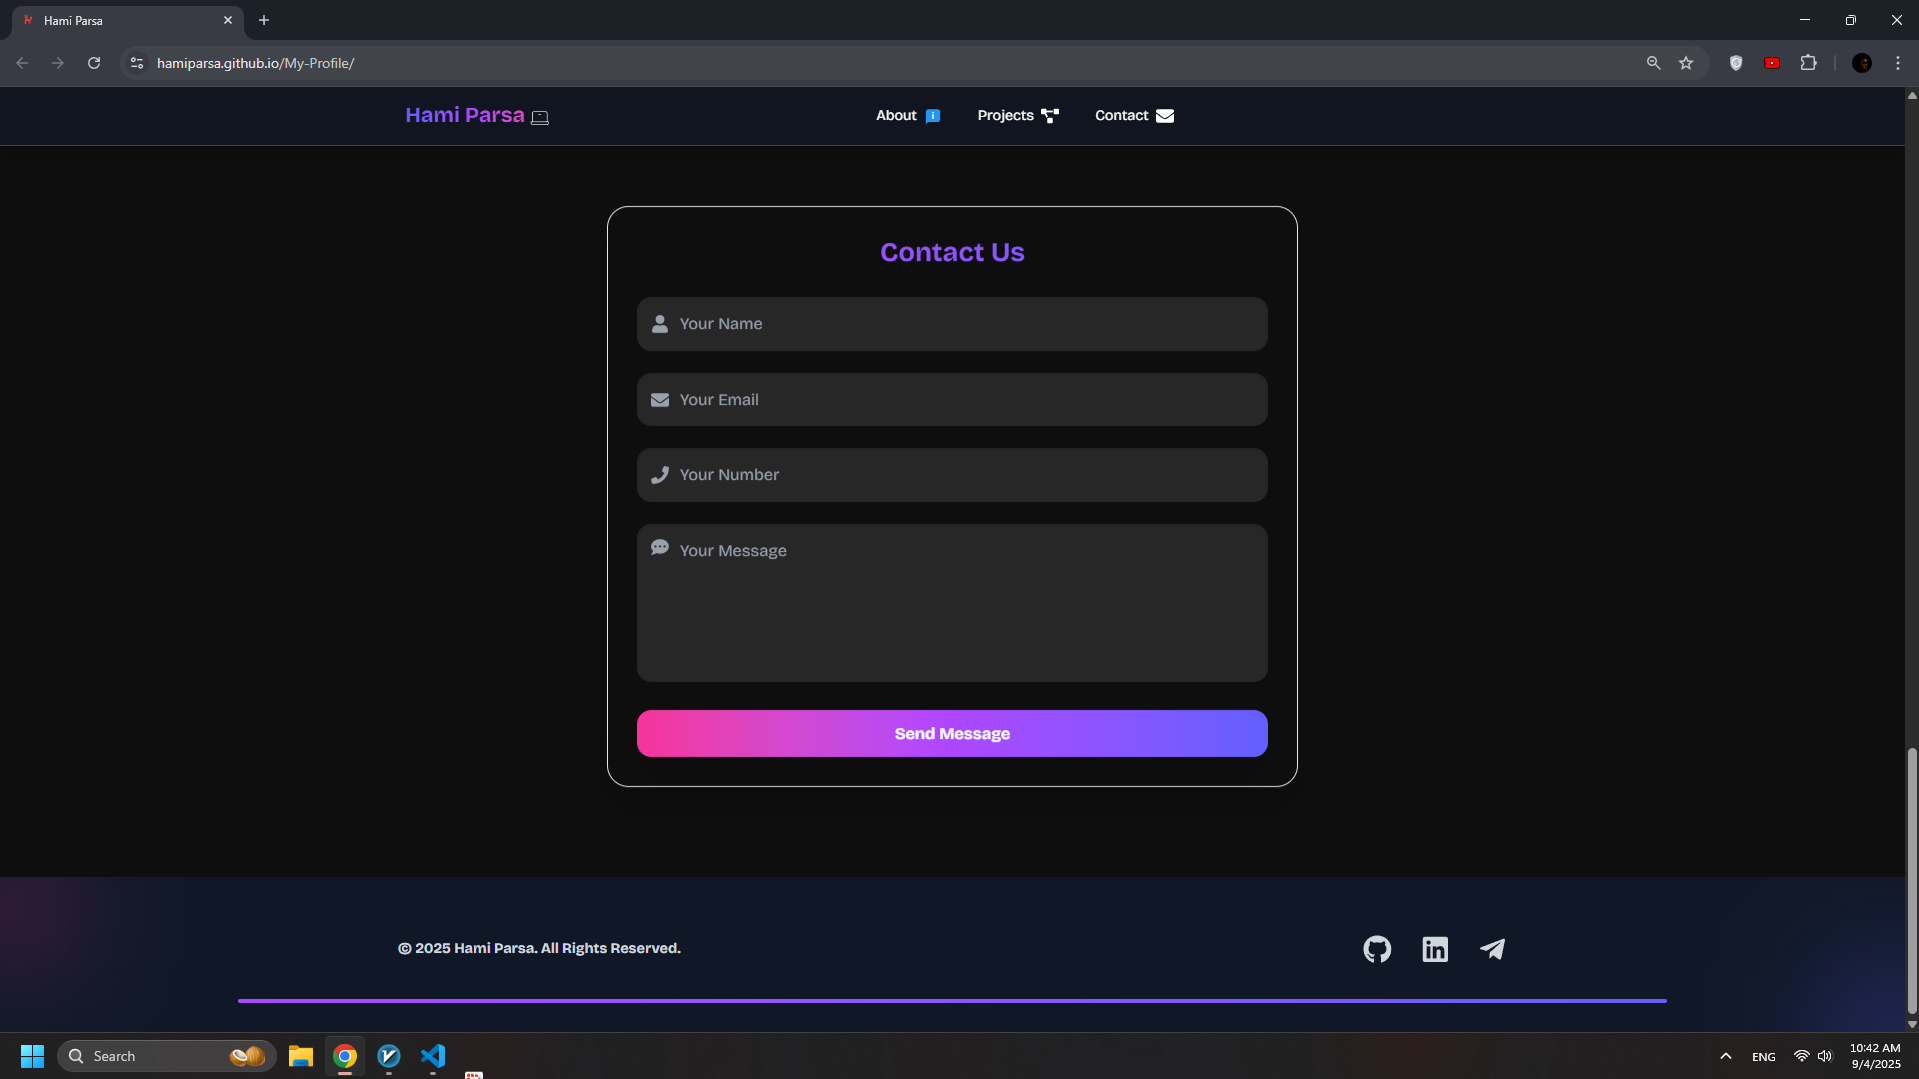 Hami Parsa
hamiparsa.github.io/My-Profile/
Hami Parsa
About
Projects
Contact
Contact Us
Your Name
Your Email
Your Number
Your Message
Send Message
© 2025 Hami Parsa. All Rights Reserved.
in
Search
ENG
10:42 AM
9/4/2025